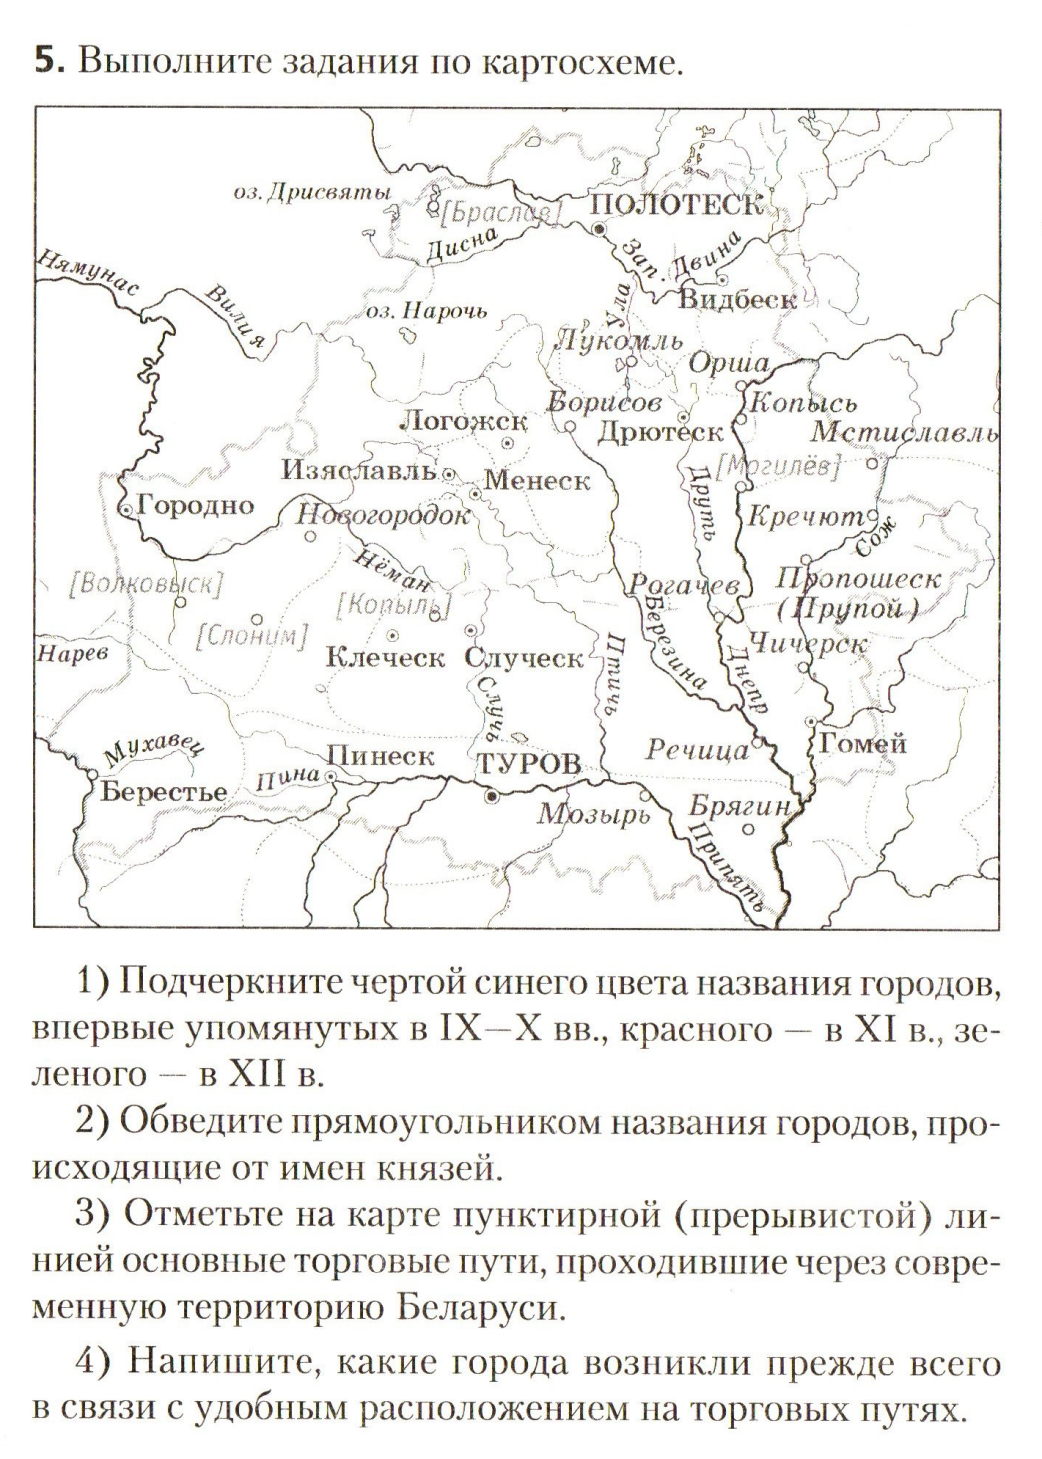 5. Выполните задания по картосхеме.
оз. Дрисвяты
[Браслав]
ПОЛОТЕСК
Дисна
Зап. Двина
Нямунас
Вилия
оз. Нарочь
Ула
Видбеск
Лукомль
Орша
Борисов
Копысь
Логожск
Дрютеск
Мстиславль
Изяславль
Менеск
[Могилёв]
Городно
Новогородок
Друть
Кречют
Сож
Нёман
[Волковыск]
[Копыль]
Рогачев
Пропошеск
(Прупой)
[Слоним]
Березина
Нарев
Клеческ
Случеск
Птичь
Чичерск
Днепр
Случь
Мухавец
Пинеск
ТУРОВ
Речица
Гомей
Пина
Берестье
Мозырь
Брягин
Припять
1) Подчеркните чертой синего цвета названия городов,
впервые упомянутых в IX—X вв., красного — в XI в., зе-
леного — в XII в.
2) Обведите прямоугольником названия городов, про-
исходящие от имен князей.
3) Отметьте на карте пунктирной (прерывистой) ли-
нией основные торговые пути, проходившие через совре-
менную территорию Беларуси.
4) Напишите, какие города возникли прежде всего
в связи с удобным расположением на торговых путях.